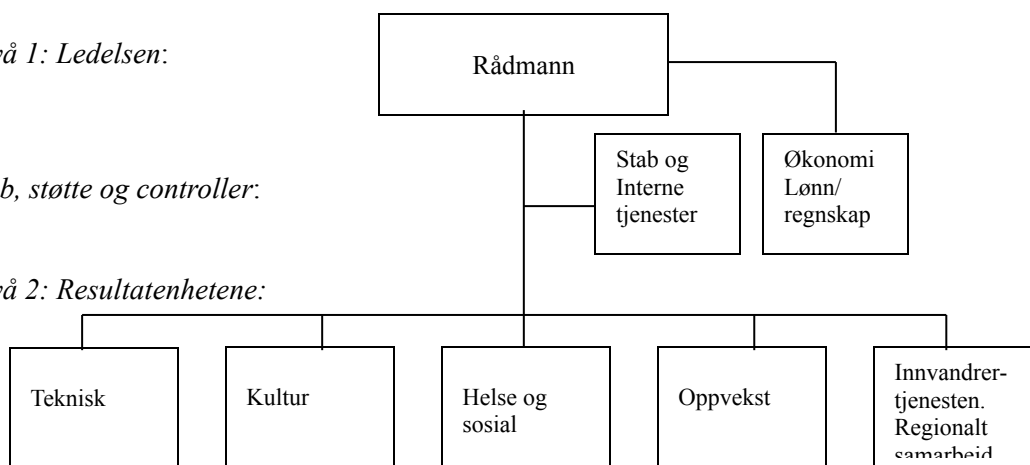 å 1: Ledelsen:
Rådmann
b, støtte og controller:
Stab og
Interne
tjenester
Økonomi
Lønn/
regnskap
å 2: Resultatenhetene:
Teknisk
Kultur
Helse og
sosial
Oppvekst
Innvandrer-
tjenesten.
Regionalt
samarbeid